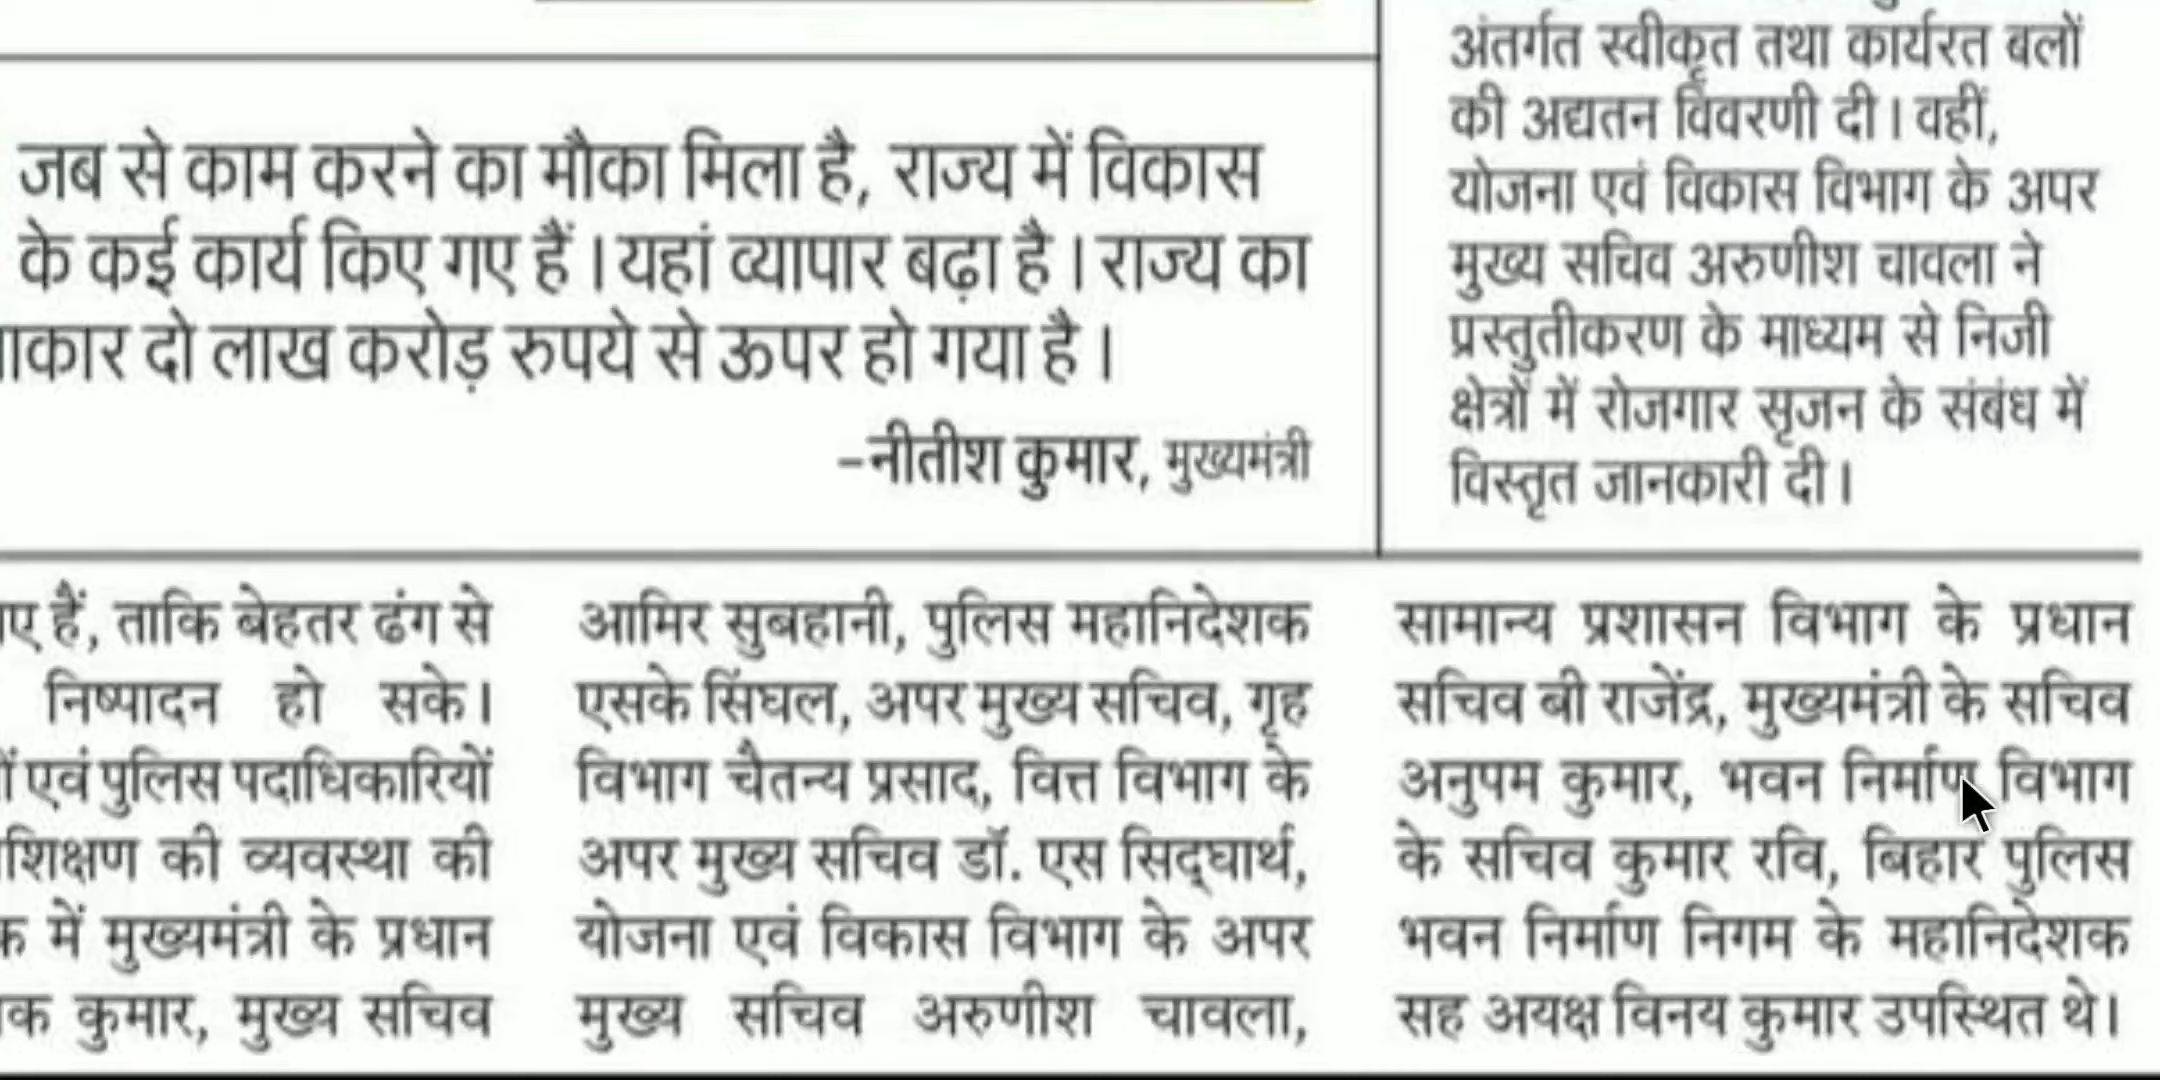 जब से काम करने का मौका मिला है, राज्य में विकास
के कई कार्य किए गए हैं। यहां व्यापार बढ़ा है। राज्य का
दो लाख करोड़ रुपये से ऊपर हो गया है।
-नीतीश कुमार, मुख्यमंत्री
अंतर्गत स्वीकृत तथा कार्यरत बलों
की अद्यतन विवरणी दी। वहीं,
योजना एवं विकास विभाग के अपर
मुख्य सचिव अरुणीश चावला ने
प्रस्तुतीकरण के माध्यम से निजी
क्षेत्रों में रोजगार सृजन के संबंध में
विस्तृत जानकारी दी।
हैं, ताकि बेहतर ढंग से
निष्पादन हो सके।
एवं पुलिस पदाधिकारियों
की व्यवस्था की
में मुख्यमंत्री के प्रधान
कुमार, मुख्य सचिव
आमिर सुबहानी, पुलिस महानिदेशक
एसके सिंघल, अपर मुख्य सचिव, गृह
विभाग चैतन्य प्रसाद, वित्त विभाग के
अपर मुख्य सचिव डॉ. एस सिद्घार्थ,
योजना एवं विकास विभाग के अपर
मुख्य सचिव अरुणीश चावला,
सामान्य प्रशासन विभाग के प्रधान
सचिव बी राजेंद्र, मुख्यमंत्री के सचिव
अनुपम कुमार, भवन निर्माण विभाग
के सचिव कुमार रवि, बिहार पुलिस
भवन निर्माण निगम के महानिदेशक
सह अयक्ष विनय कुमार उपस्थित थे।